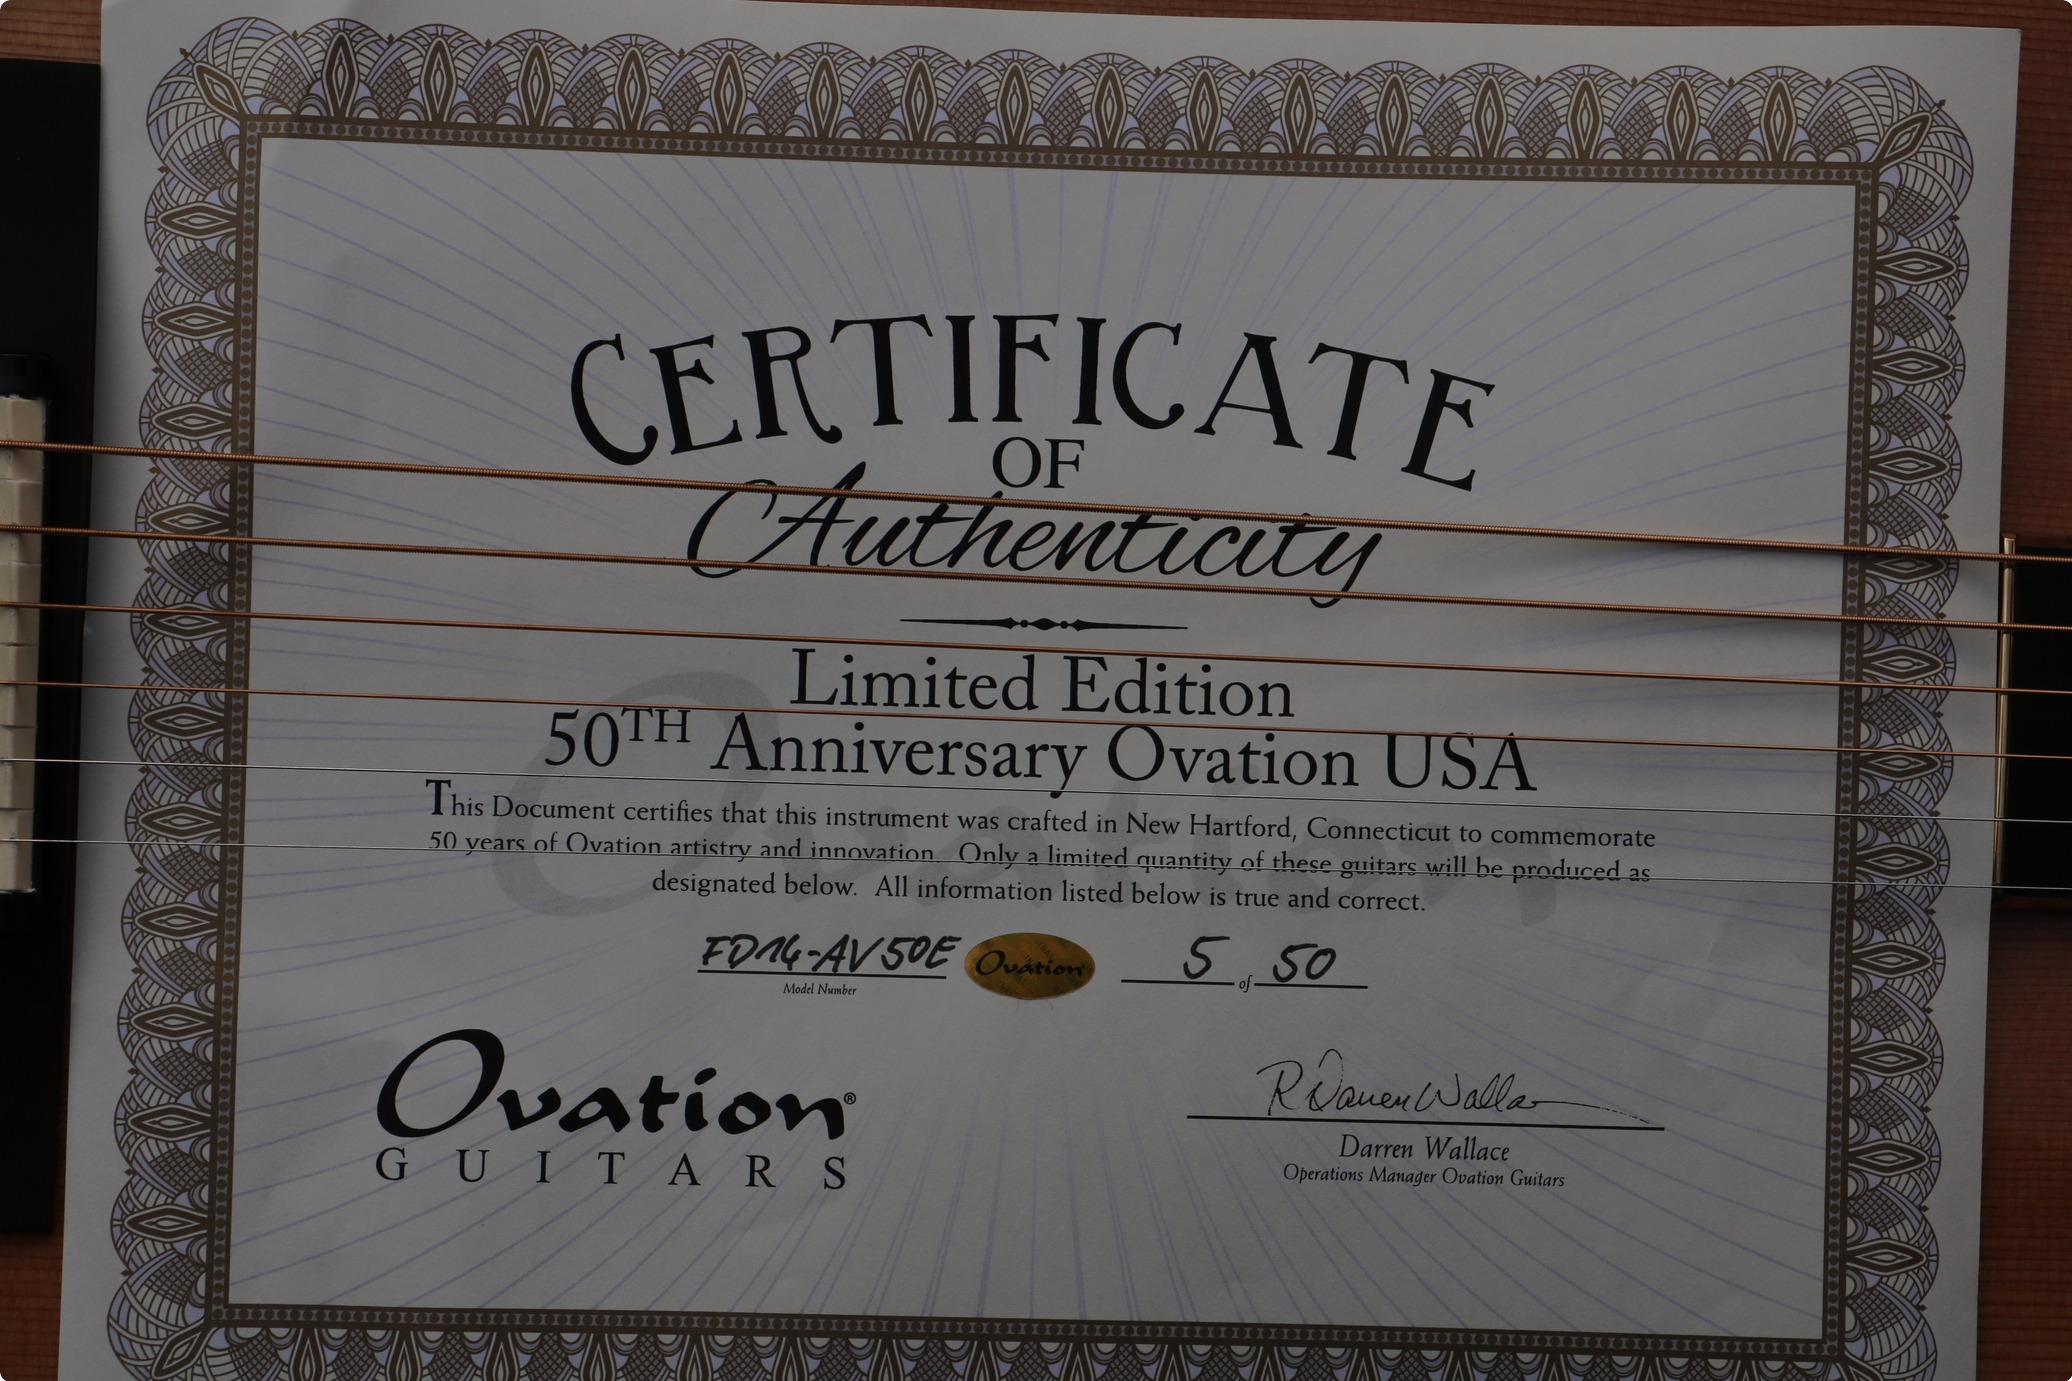 CERTIFICATE
OF
Authenticity
Limited Edition
50TH Anniversary Ovation USA
This Document certifies that this instrument was crafted in New Hartford, Connecticut to commemorate
50 years of Ovation artistry and innovation. Only a limited quantity of these guitars will be produced as
designated below. All information listed below is true and correct.
FD14-AV50E Ovation 5 of 50
Model Number
Ovation®
GUITARS
R Darren Wallace
Darren Wallace
Operations Manager Ovation Guitars